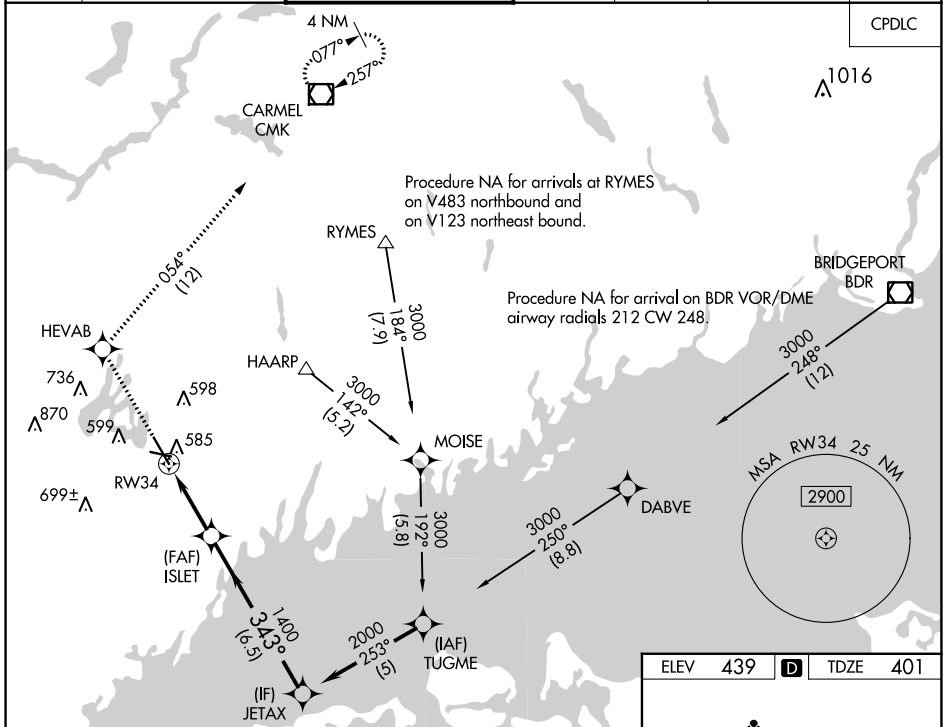 CPDLC
4 NM
077°
257°
CARMEL
CMK
1016
Procedure NA for arrivals at RYMES
on V483 northbound and
on V123 northeast bound.
RYMES
BRIDGEPORT
BDR
054°
(12)
3000
184°
(7.9)
Procedure NA for arrival on BDR VOR/DME
airway radials 212 CW 248.
HEVAB
3000
248°
(12)
HAARP
3000
142°
(5.2)
736
598
870
599
585
MOISE
MSA RW34 25 NM
2900
RW34
699±
DABVE
3000
192°
(5.8)
3000
250°
(8.8)
(FAF)
ISLET
1400
343°
(6.5)
2000
253°
(5)
(IAF)
TUGME
(IF)
JETAX
ELEV 439 D TDZE 401